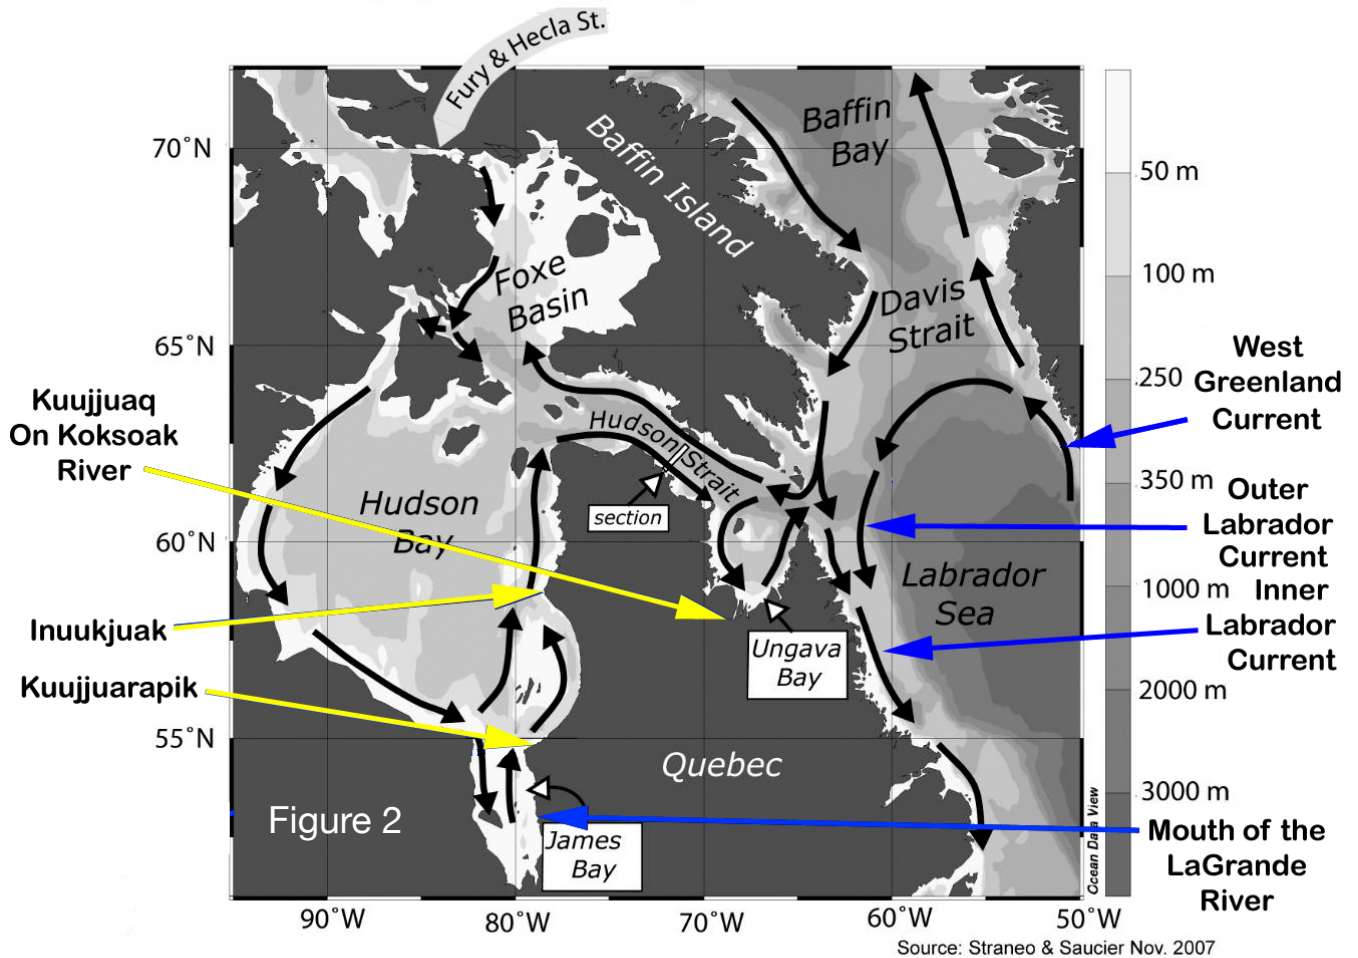 Fury & Hecla St.
70˚N
65˚N
60˚N
55˚N
Baffin
Bay
Baffin Island
Foxe
Basin
Davis
Strait
Hudson Strait
section
Hudson
Bay
Labrador
Sea
Ungava
Bay
Quebec
James
Bay
Figure 2
Kuujjuaq
On Koksoak
River
Inuukjuak
Kuujjuarapik
50 m
100 m
250 m
350 m
1000 m
2000 m
3000 m
West
Greenland
Current
Outer
Labrador
Current
Inner
Labrador
Current
Mouth of the
LaGrande
River
Ocean Data View
90˚W
80˚W
70˚W
60˚W
50˚W
Source: Straneo & Saucier Nov. 2007